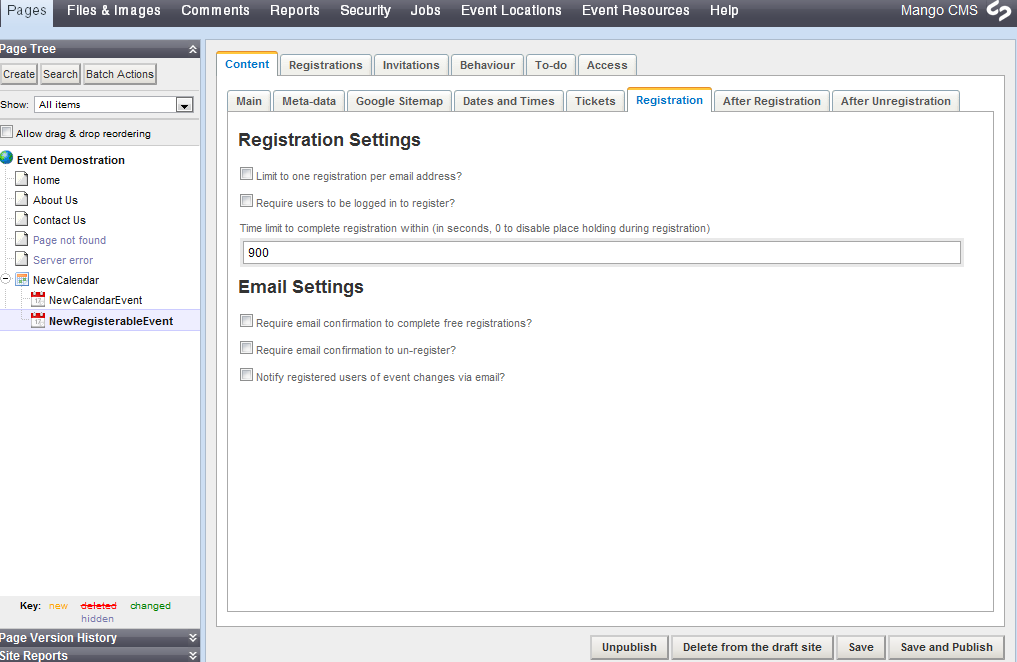 Pages Files & Images Comments Reports Security Jobs Event Locations Event Resources Help Mango CMS
Page Tree
Create Search Batch Actions
Show: All items
Allow drag & drop reordering
Event Demostration
Home
About Us
Contact Us
Page not found
Server error
NewCalendar
NewCalendarEvent
NewRegisterableEvent
Key: new deleted changed
hidden
Page Version History
Site Reports
Content Registrations Invitations Behaviour To-do Access
Main Meta-data Google Sitemap Dates and Times Tickets Registration After Registration After Unregistration
Registration Settings
Limit to one registration per email address?
Require users to be logged in to register?
Time limit to complete registration within (in seconds, 0 to disable place holding during registration)
900
Email Settings
Require email confirmation to complete free registrations?
Require email confirmation to un-register?
Notify registered users of event changes via email?
Unpublish Delete from the draft site Save Save and Publish